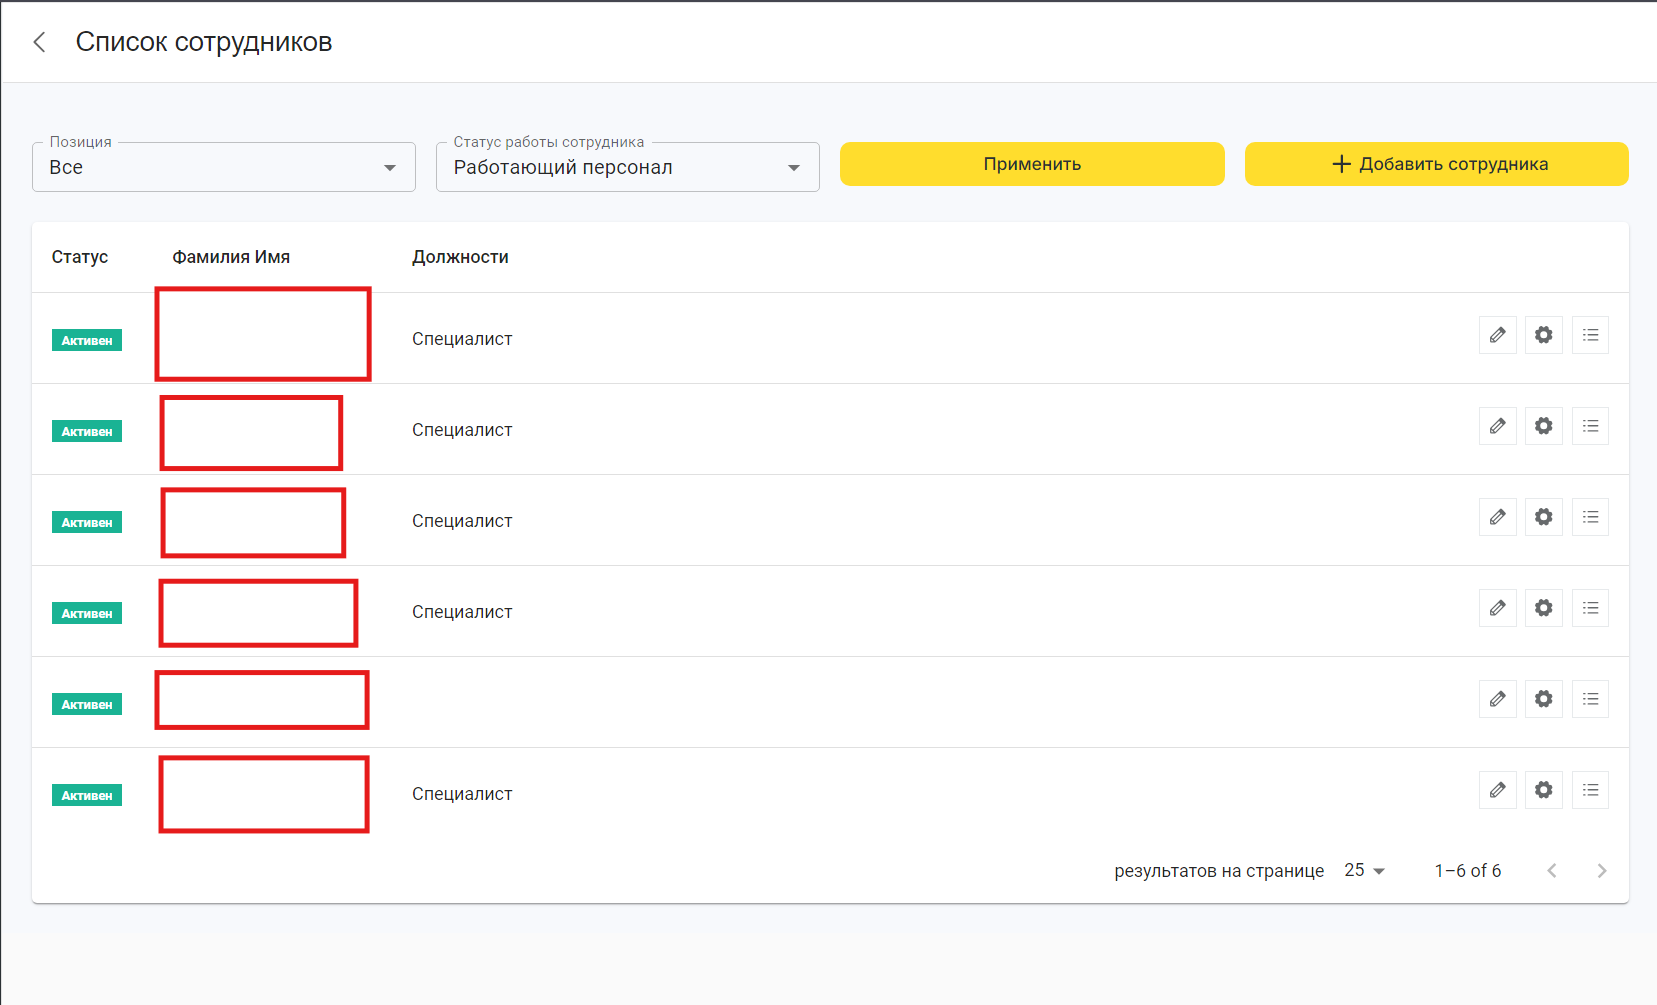 Список сотрудников
Позиция
Все
Статус работы сотрудника
Работающий персонал
Применить
+ Добавить сотрудника
Статус Фамилия Имя Должности
Активен Специалист
Активен Специалист
Активен Специалист
Активен Специалист
Активен
Активен Специалист
результатов на странице 25 1–6 of 6